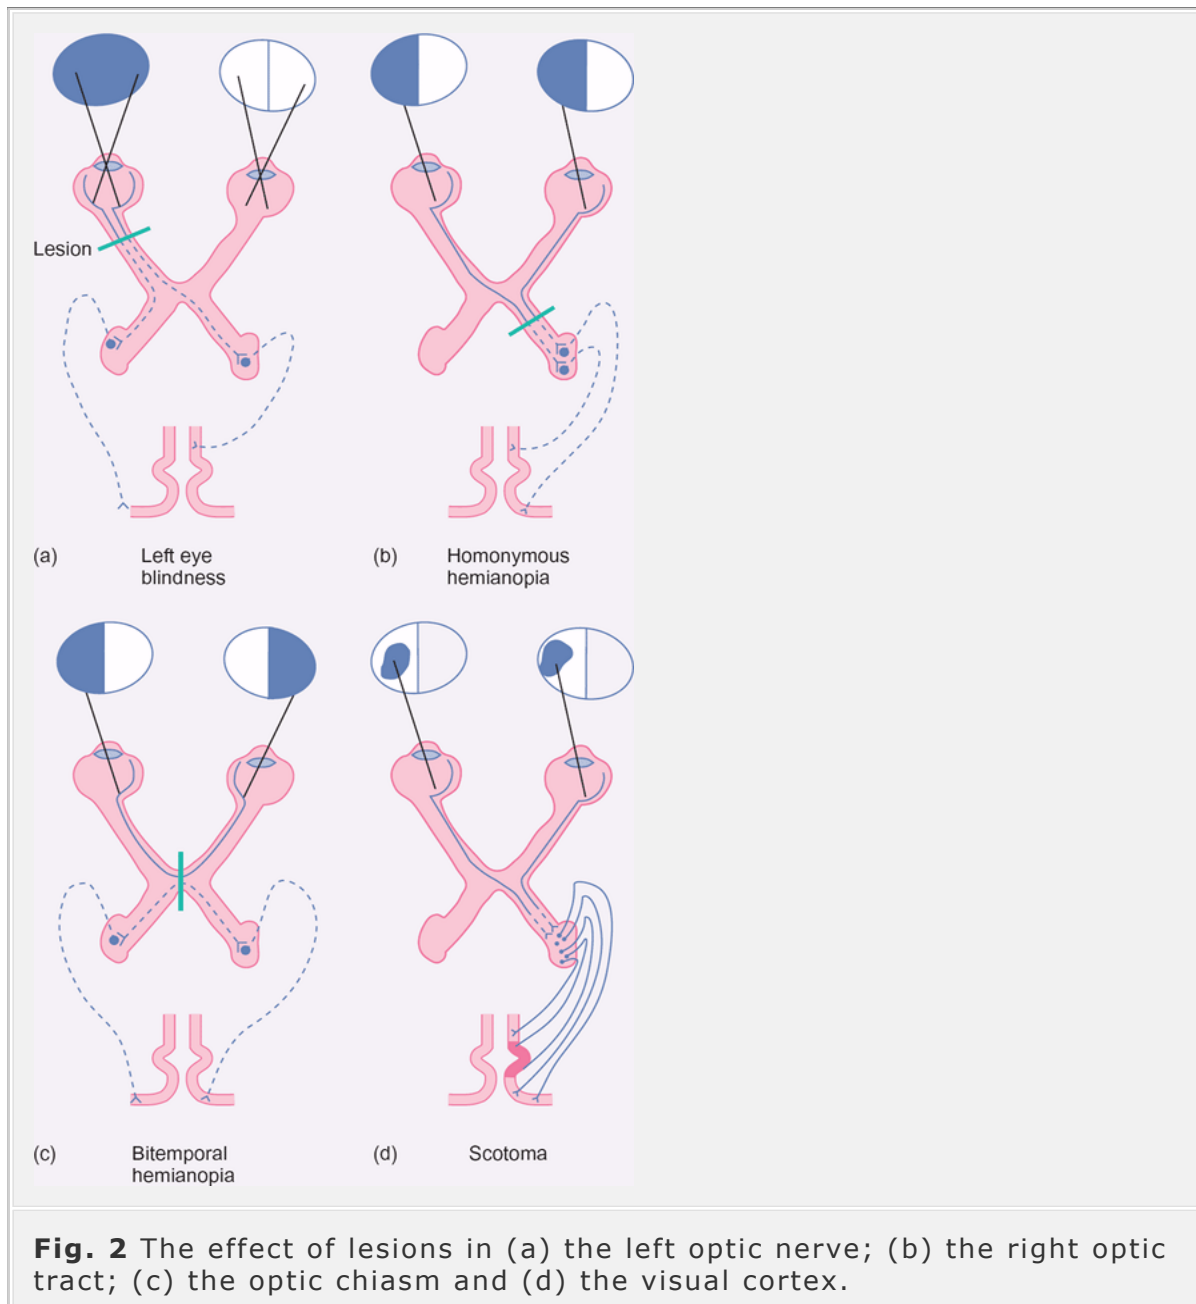 Lesion
(a) Left eye
blindness
(b) Homonymous
hemianopia
(c) Bitemporal
hemianopia
(d) Scotoma
Fig. 2 The effect of lesions in (a) the left optic nerve; (b) the right optic
tract; (c) the optic chiasm and (d) the visual cortex.